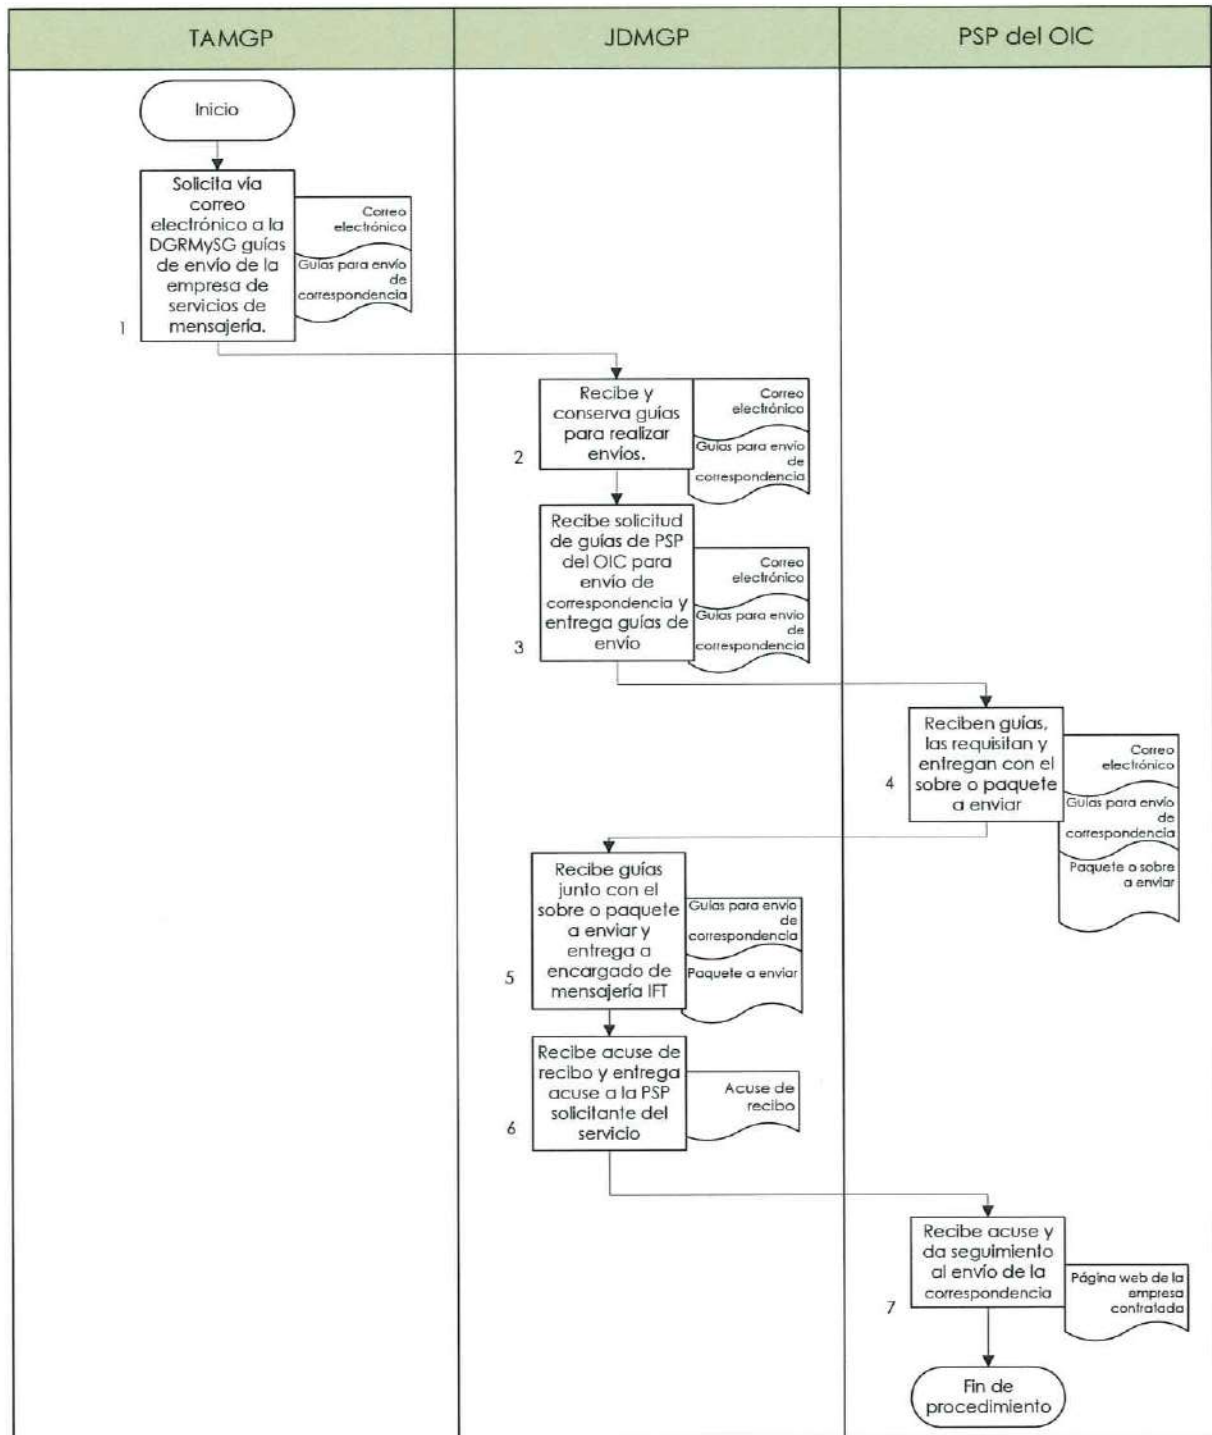 TAMGP
JDMGP
PSP del OIC
Inicio
Solicita vía
correo
electrónico a la
DGRMySG guías
de envío de la
empresa de
servicios de
mensajería.
1
Correo
electrónico
Guías para envío
de
correspondencia
Recibe y
conserva guías
para realizar
envíos.
2
Correo
electrónico
Guías para envío
de
correspondencia
Recibe solicitud
de guías de PSP
del OIC para
envío de
correspondencia y
entrega guías de
envío
3
Correo
electrónico
Guías para envío
de
correspondencia
Reciben guías,
las requisitan y
entregan con el
sobre o paquete
a enviar
4
Correo
electrónico
Guías para envío
de
correspondencia
Paquete o sobre
a enviar
Recibe guías
junto con el
sobre o paquete
a enviar y
entrega a
encargado de
mensajería IFT
5
Guías para envío
de
correspondencia
Paquete a enviar
Recibe acuse de
recibo y entrega
acuse a la PSP
solicitante del
servicio
6
Acuse de
recibo
Recibe acuse y
da seguimiento
al envío de la
correspondencia
7
Página web de la
empresa
contratada
Fin de
procedimiento